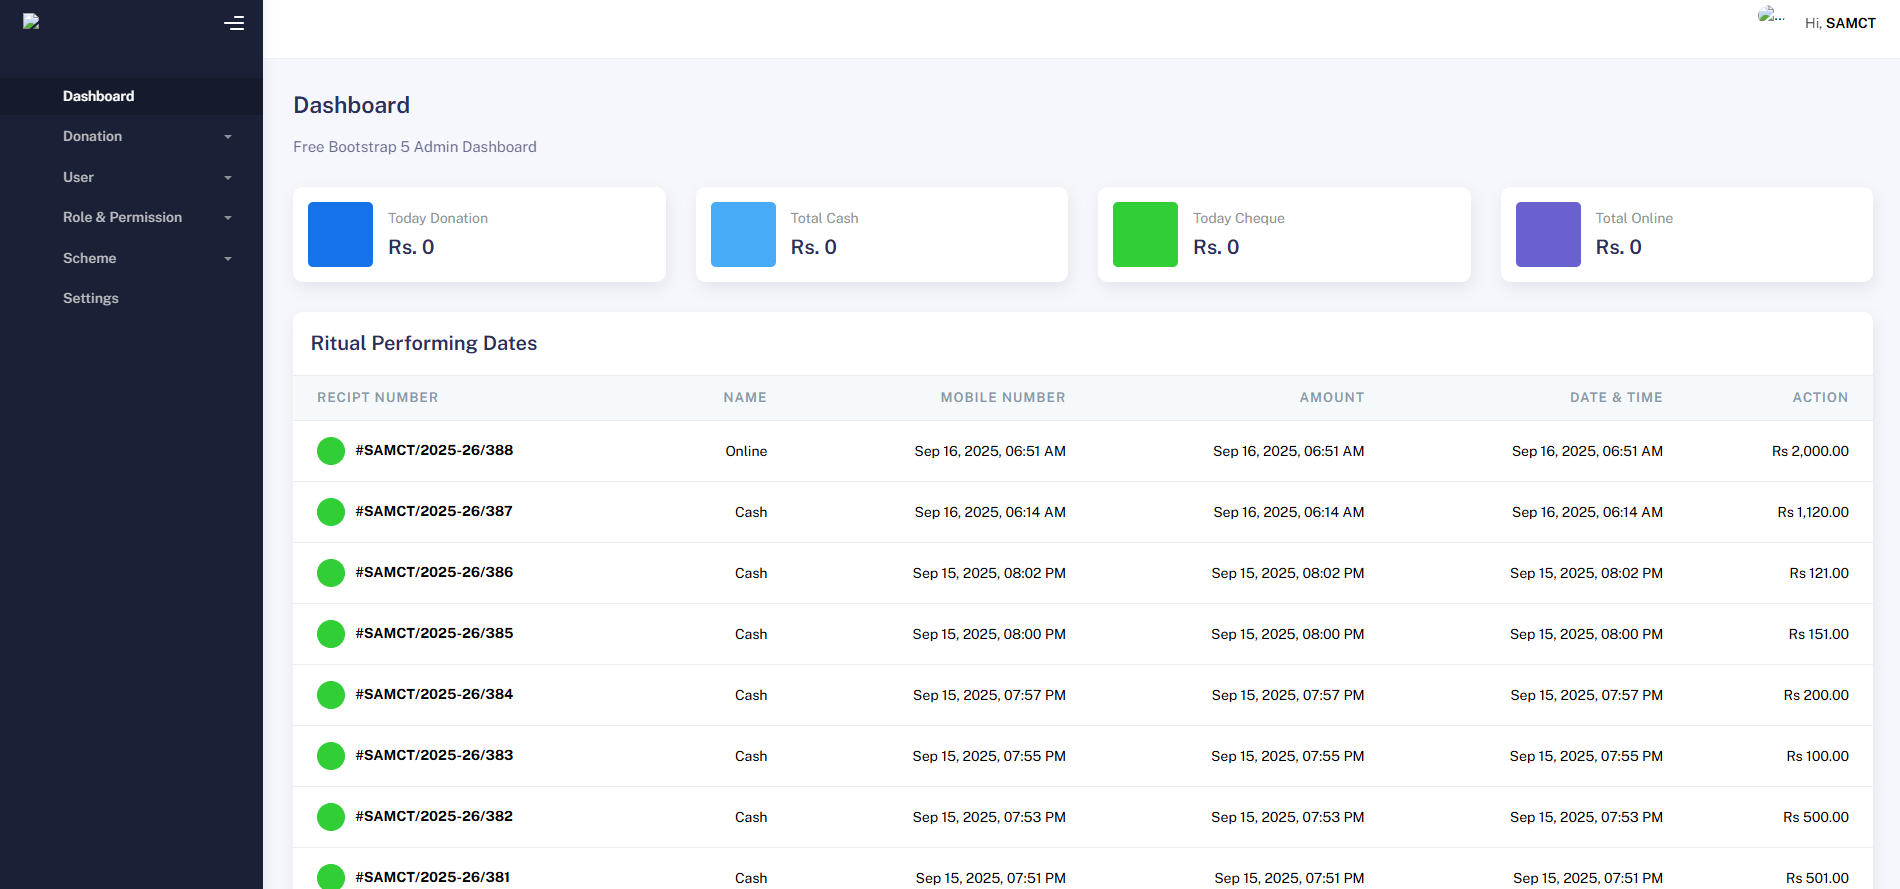 Hi, SAMCT
Dashboard
Donation
User
Role & Permission
Scheme
Settings
Dashboard
Free Bootstrap 5 Admin Dashboard
Today Donation
Rs. 0
Total Cash
Rs. 0
Today Cheque
Rs. 0
Total Online
Rs. 0
Ritual Performing Dates
RECIPT NUMBER NAME MOBILE NUMBER AMOUNT DATE & TIME ACTION
#SAMCT/2025-26/388 Online Sep 16, 2025, 06:51 AM Sep 16, 2025, 06:51 AM Sep 16, 2025, 06:51 AM Rs 2,000.00
#SAMCT/2025-26/387 Cash Sep 16, 2025, 06:14 AM Sep 16, 2025, 06:14 AM Sep 16, 2025, 06:14 AM Rs 1,120.00
#SAMCT/2025-26/386 Cash Sep 15, 2025, 08:02 PM Sep 15, 2025, 08:02 PM Sep 15, 2025, 08:02 PM Rs 121.00
#SAMCT/2025-26/385 Cash Sep 15, 2025, 08:00 PM Sep 15, 2025, 08:00 PM Sep 15, 2025, 08:00 PM Rs 151.00
#SAMCT/2025-26/384 Cash Sep 15, 2025, 07:57 PM Sep 15, 2025, 07:57 PM Sep 15, 2025, 07:57 PM Rs 200.00
#SAMCT/2025-26/383 Cash Sep 15, 2025, 07:55 PM Sep 15, 2025, 07:55 PM Sep 15, 2025, 07:55 PM Rs 100.00
#SAMCT/2025-26/382 Cash Sep 15, 2025, 07:53 PM Sep 15, 2025, 07:53 PM Sep 15, 2025, 07:53 PM Rs 500.00
#SAMCT/2025-26/381 Cash Sep 15, 2025, 07:51 PM Sep 15, 2025, 07:51 PM Sep 15, 2025, 07:51 PM Rs 501.00